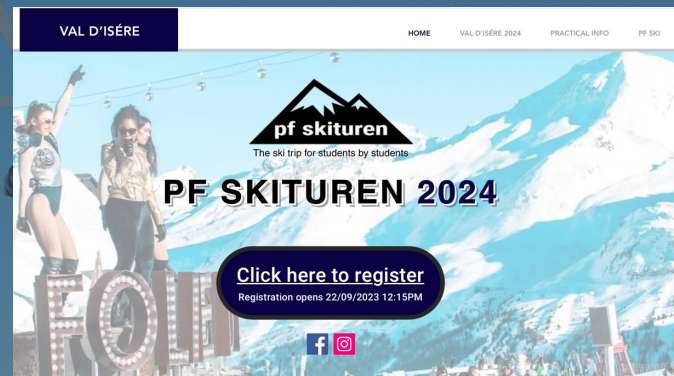 VAL D'ISÉRE
HOME VAL D'ISÉRE 2024 PRACTICAL INFO PF SKI
pf skituren
The ski trip for students by students
PF SKITUREN 2024
Click here to register
Registration opens 22/09/2023 12:15PM
FOLIE